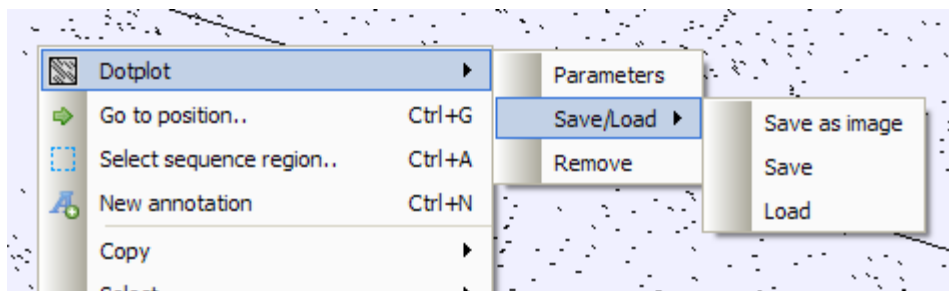 Dotplot
Go to position.. Ctrl+G
Select sequence region.. Ctrl+A
New annotation Ctrl+N
Copy
Select
Parameters
Save/Load
Remove
Save as image
Save
Load